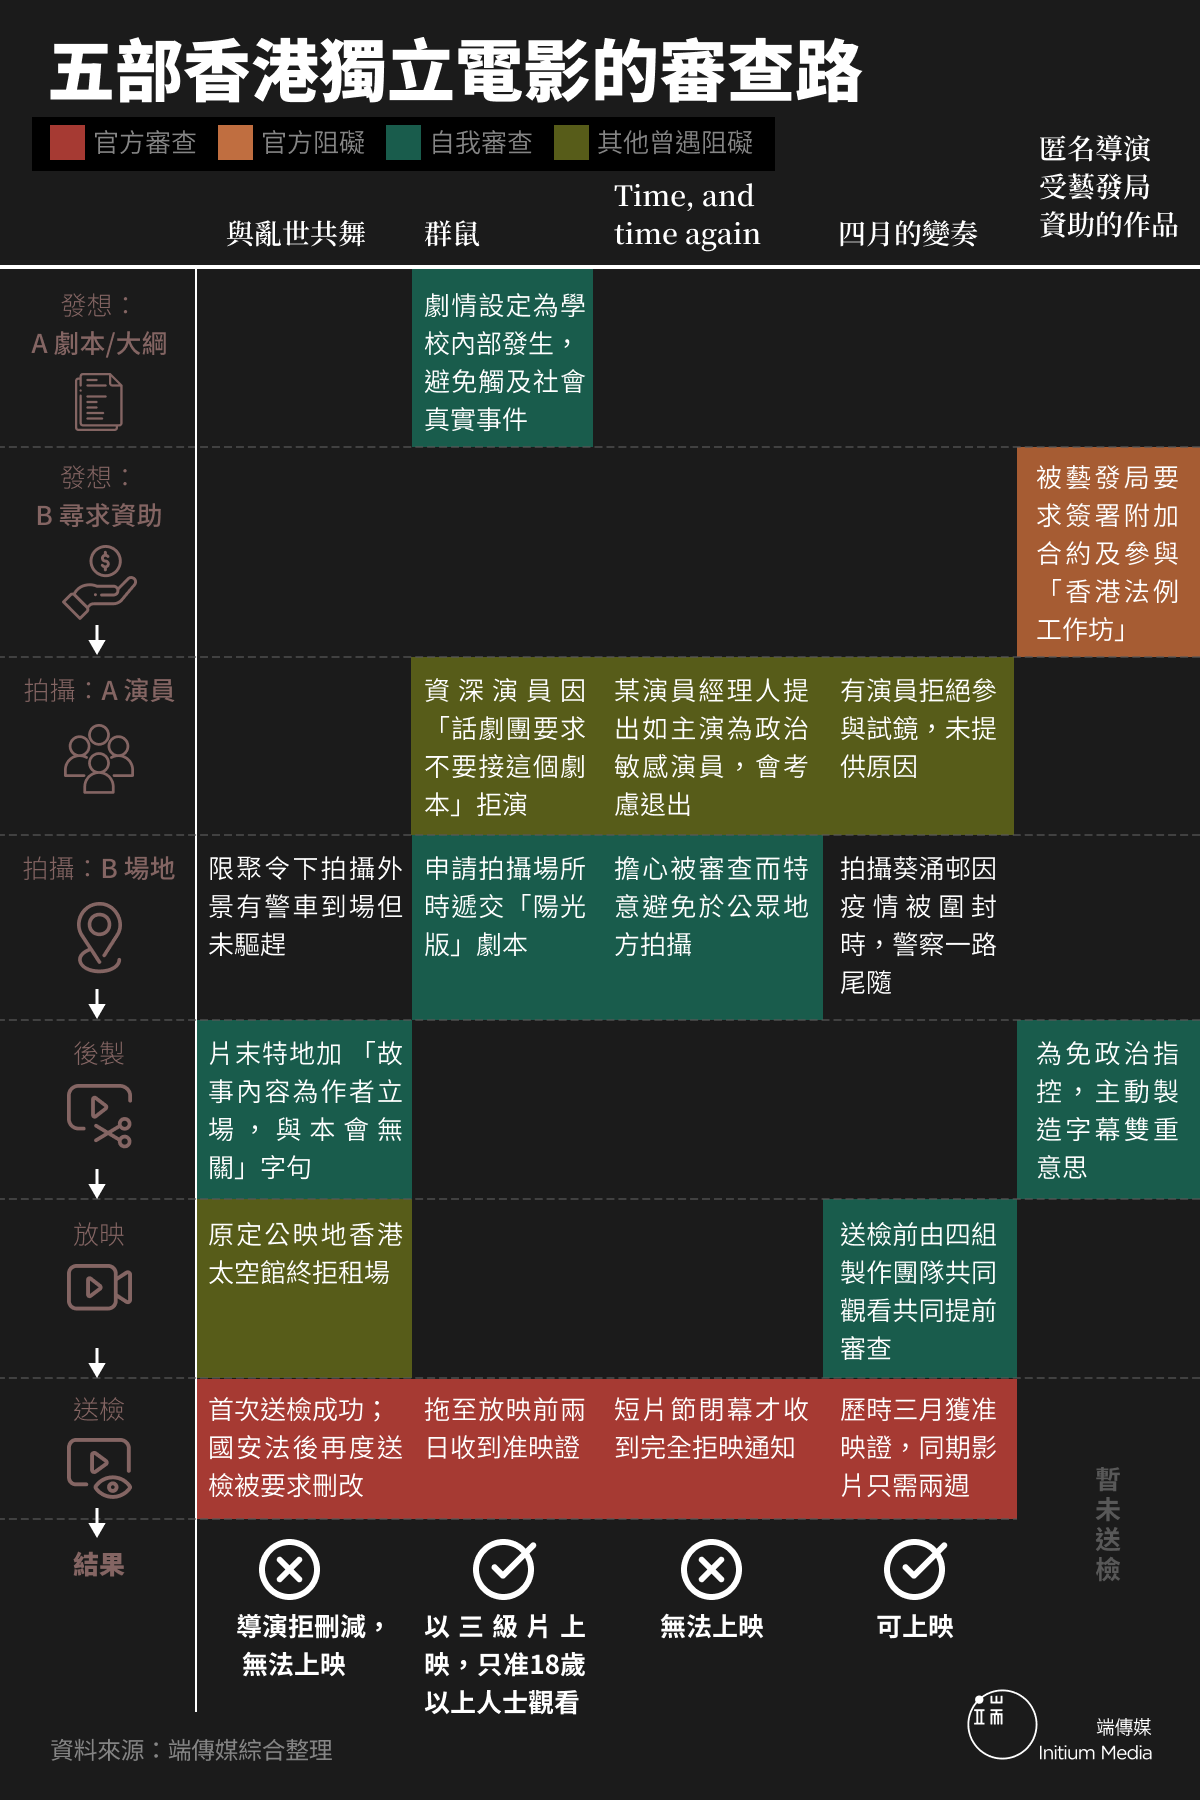 五部香港獨立電影的審查路
官方審查 官方阻礙 自我審查 其他曾遇阻礙
與亂世共舞
群鼠
Time, and
time again
四月的變奏
匿名導演
受藝發局
資助的作品
發想：
A 劇本/大綱
劇情設定為學
校內部發生，
避免觸及社會
真實事件
發想：
B 尋求資助
$
被藝發局要
求簽署附加
合約及參與
「香港法例
工作坊」
拍攝：A 演員
資深演員因
「話劇團要求
不要接這個劇
本」拒演
某演員經理人提
出如主演為政治
敏感演員，會考
慮退出
有演員拒絕參
與試鏡，未提
供原因
拍攝：B 場地
限聚令下拍攝外
景有警車到場但
未驅趕
申請拍攝場所
時遞交「陽光
版」劇本
擔心被審查而特
意避免於公眾地
方拍攝
拍攝葵涌邨因
疫情被圍封
時，警察一路
尾隨
後製
片末特地加「故
事內容為作者立
場，與本會無
關」字句
為免政治指
控，主動製
造字幕雙重
意思
放映
原定公映地香港
太空館終拒租場
送檢前由四組
製作團隊共同
觀看共同提前
審查
送檢
首次送檢成功；
國安法後再度送
檢被要求刪改
拖至放映前兩
日收到准映證
短片節閉幕才收
到完全拒映通知
歷時三月獲准
映證，同期影
片只需兩週
暫未送檢
結果
導演拒刪減，
無法上映
以三級片上
映，只准18歲
以上人士觀看
無法上映
可上映
資料來源：端傳媒綜合整理
端
端傳媒
Initium Media